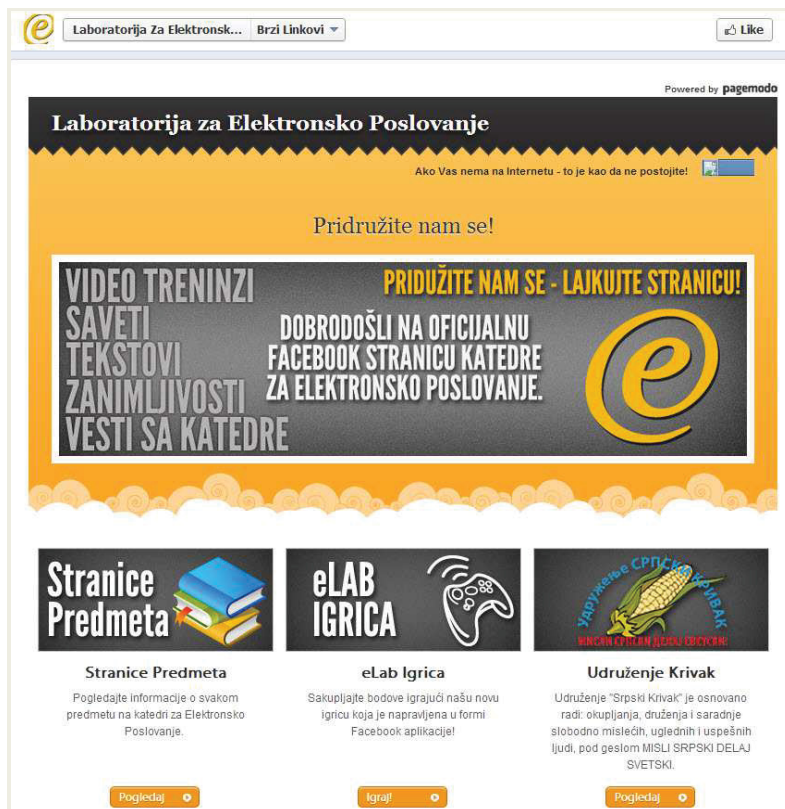 Laboratorija Za Elektronsk... Brzi Linkovi
Like
Powered by pagemodo
Laboratorija za Elektronsko Poslovanje
Ako Vas nema na Internetu - to je kao da ne postojite!
Pridružite nam se!
PRIDUŽITE NAM SE - LAJKUJTE STRANICU!
VIDEO TRENINZI
SAVETI
TEKSTOVI
ZANIMLJIVOSTI
VESTI SA KATEDRE
DOBRODOŠLI NA OFICIJALNU
FACEBOOK STRANICU KATEDRE
ZA ELEKTRONSKO POSLOVANJE.
Stranice
Predmeta
eLAB
IGRICA
Удружење СРПСКИ КРИВАК
Stranice Predmeta
Pogledajte informacije o svakom
predmetu na katedri za Elektronsko
Poslovanje.
Pogledaj
eLab Igrica
Sakupljajte bodove igrajući našu novu
igricu koja je napravljena u formi
Facebook aplikacije!
Igraj!
Udruženje Krivak
Udruženje "Srpski Krivak" je osnovano
radi: okupljanja, druženja i saradnje
slobodno mislećih, uglednih i uspešnih
ljudi, pod geslom MISLI SRPSKI DELAJ
SVETSKI.
Pogledaj